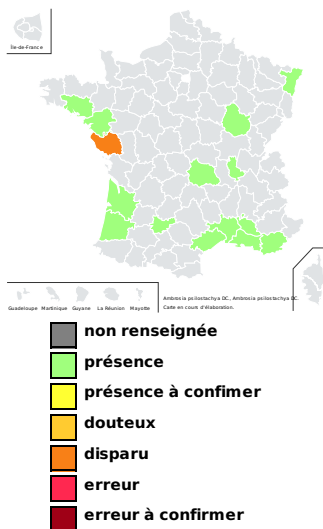 Île-de-France
Guadeloupe Martinique Guyane La Réunion Mayotte
Ambrosia psilostachya DC., Ambrosia psilostachya DC.
Carte en cours d'élaboration.
non renseignée
présence
présence à confimer
douteux
disparu
erreur
erreur à confirmer